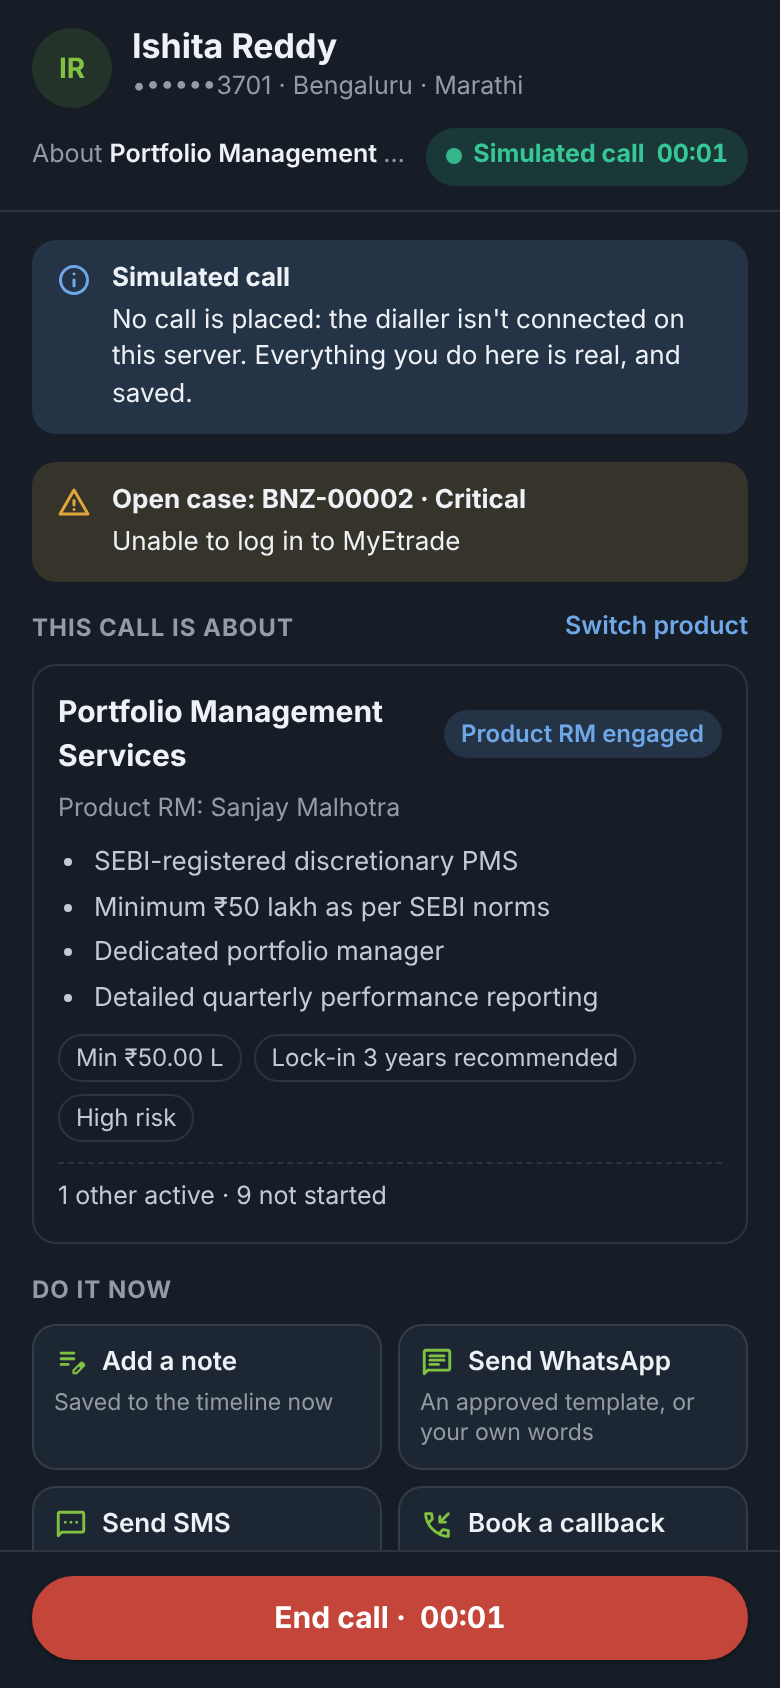 IR
Ishita Reddy
••••••3701 · Bengaluru · Marathi
About Portfolio Management ...
Simulated call 00:01
Simulated call
No call is placed: the dialler isn't connected on
this server. Everything you do here is real, and
saved.
Open case: BNZ-00002 · Critical
Unable to log in to MyEtrade
THIS CALL IS ABOUT
Switch product
Portfolio Management
Services
Product RM engaged
Product RM: Sanjay Malhotra
• SEBI-registered discretionary PMS
• Minimum ₹50 lakh as per SEBI norms
• Dedicated portfolio manager
• Detailed quarterly performance reporting
Min ₹50.00 L
Lock-in 3 years recommended
High risk
1 other active · 9 not started
DO IT NOW
Add a note
Saved to the timeline now
Send WhatsApp
An approved template, or
your own words
Send SMS
Book a callback
End call · 00:01